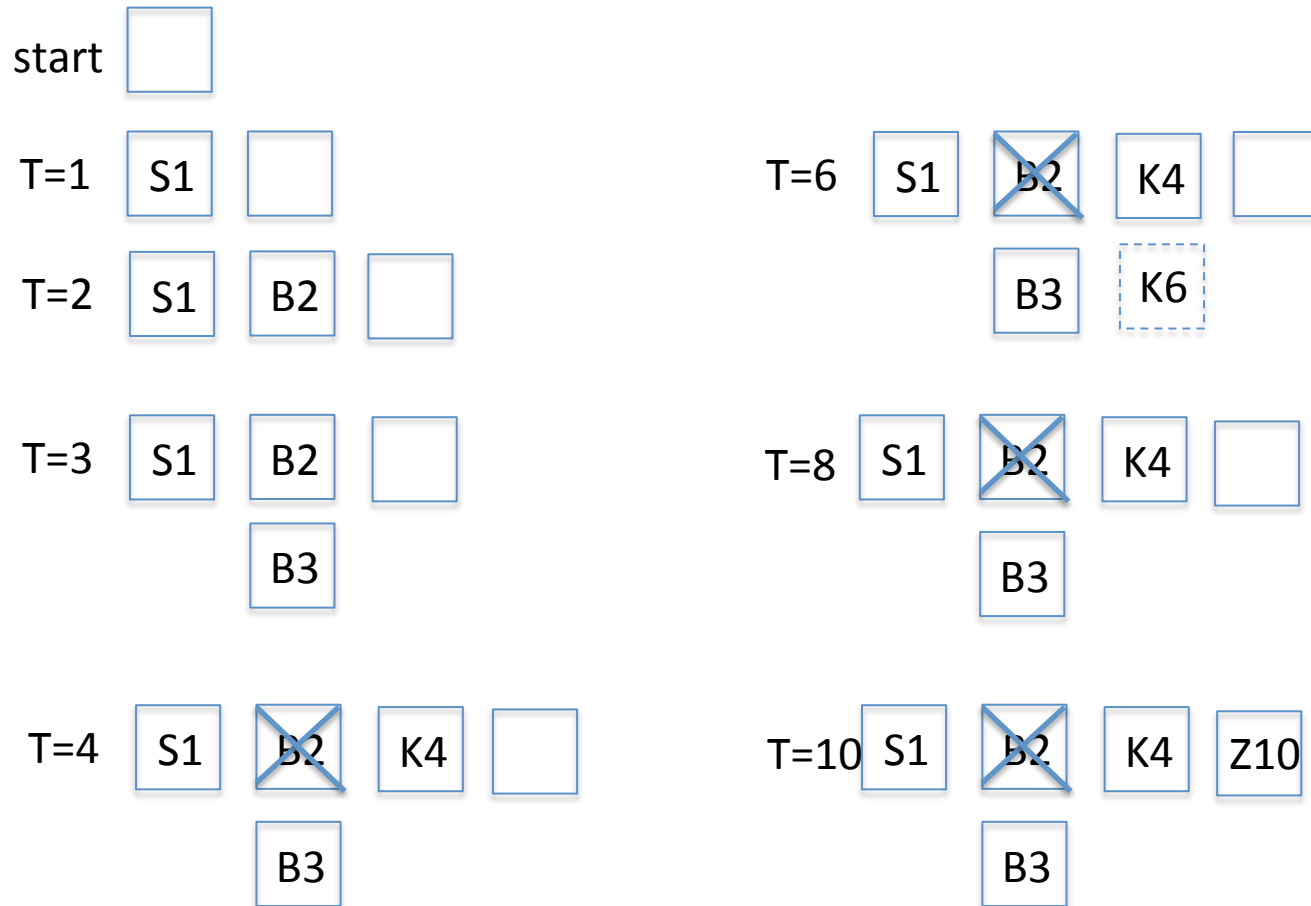 start
T=1 S1
T=2 S1 B2
T=3 S1 B2
B3
T=4 S1 B2 K4
B3
T=6 S1 B2 K4
B3 K6
T=8 S1 B2 K4
B3
T=10 S1 B2 K4 Z10
B3